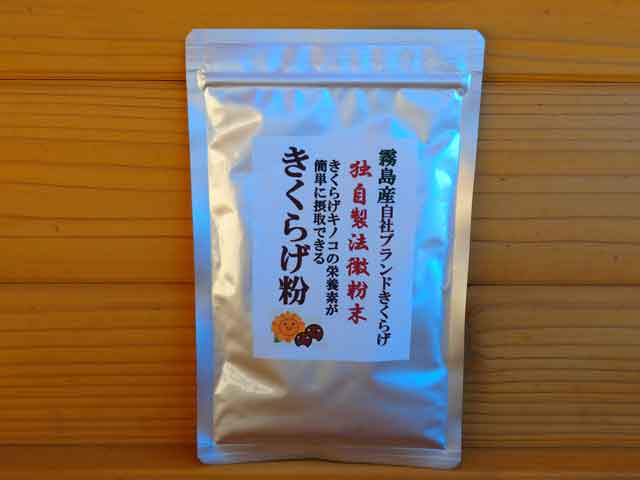 霧島産自社ブランドきくらげ
独自製法微粉末
きくらげキノコの栄養素が
簡単に摂取できる
きくらげ粉